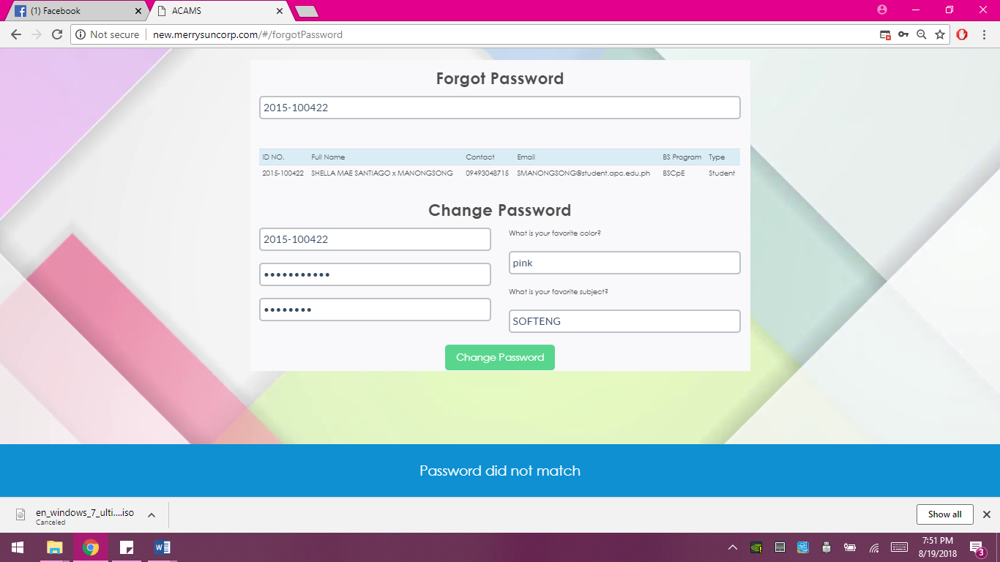 (1) Facebook
ACAMS
Not secure
new.merrysuncorp.com/#/forgotPassword
Forgot Password
2015-100422
ID NO. Full Name Contact Email BS Program Type
2015-100422 SHELLA MAE SANTIAGO x MANONGSONG 09493048715 SMANONGSONG@student.apc.edu.ph BSCpE Student
Change Password
2015-100422
•••••••••••
••••••••
What is your favorite color?
pink
What is your favorite subject?
SOFTENG
Change Password
Password did not match
en_windows_7_ulti....iso
Canceled
Show all
7:51 PM
8/19/2018
3